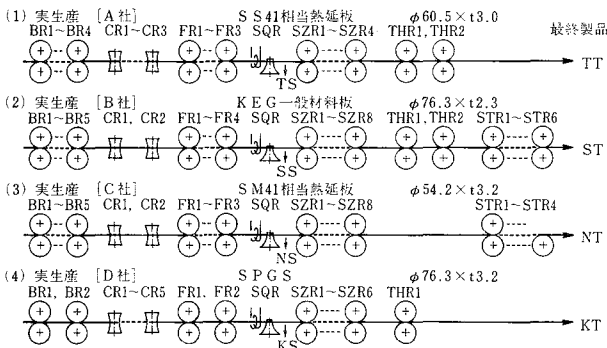 (1) 実生産 [A社] SS41相当熱延板 φ60.5×t3.0
BR1~BR4 CR1~CR3 FR1~FR3 SQR SZR1~SZR4 THR1,THR2 最終製品
TS TT
(2) 実生産 [B社] KEG一般材料板 φ76.3×t2.3
BR1~BR5 CR1, CR2 FR1~FR4 SQR SZR1~SZR8 THR1,THR2 STR1~STR6
SS ST
(3) 実生産 [C社] SM41相当熱延板 φ54.2×t3.2
BR1~BR5 CR1, CR2 FR1~FR3 SQR SZR1~SZR8 STR1~STR4
NS NT
(4) 実生産 [D社] SPGS φ76.3×t3.2
BR1, BR2 CR1~CR5 FR1, FR2 SQR SZR1~SZR6 THR1
KS KT